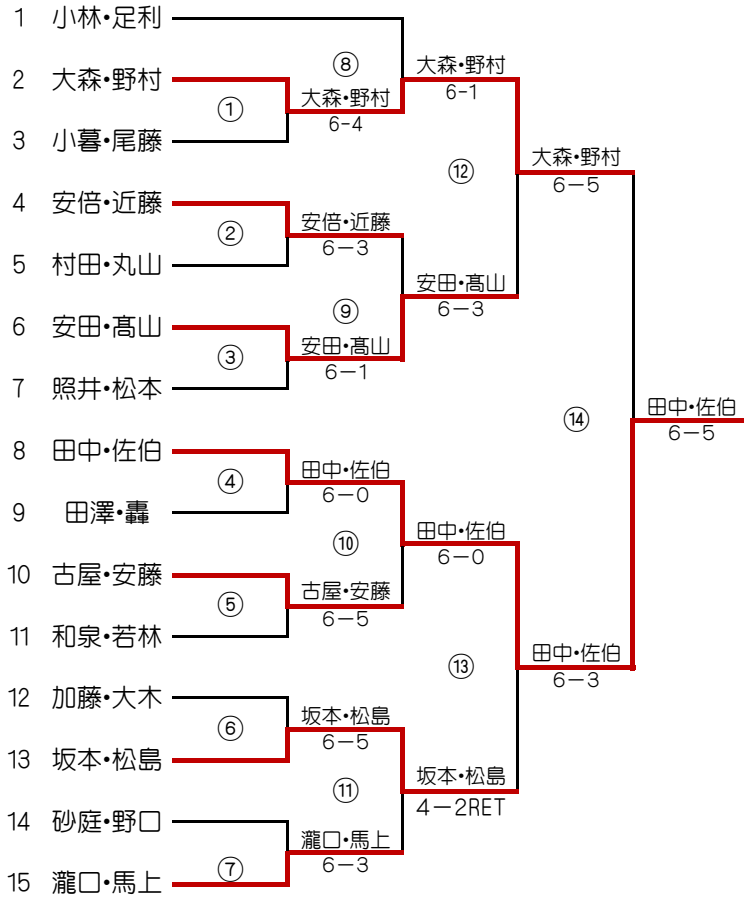 1 小林・足利
⑧ 大森・野村
2 大森・野村
6-1
① 大森・野村
6-4
3 小暮・尾藤
大森・野村
⑫ 6－5
4 安倍・近藤
② 安倍・近藤
6－3
5 村田・丸山
安田・髙山
6－3
6 安田・髙山
⑨
③ 安田・髙山
6－1
7 照井・松本
⑭ 田中・佐伯
6－5
8 田中・佐伯
④ 田中・佐伯
6－0
9 田澤・轟
⑩ 田中・佐伯
6－0
10 古屋・安藤
⑤ 古屋・安藤
6－5
11 和泉・若林
⑬ 田中・佐伯
6－3
12 加藤・大木
⑥ 坂本・松島
6－5
13 坂本・松島
坂本・松島
⑪ 4－2RET
14 砂庭・野口
瀧口・馬上
⑦ 6－3
15 瀧口・馬上